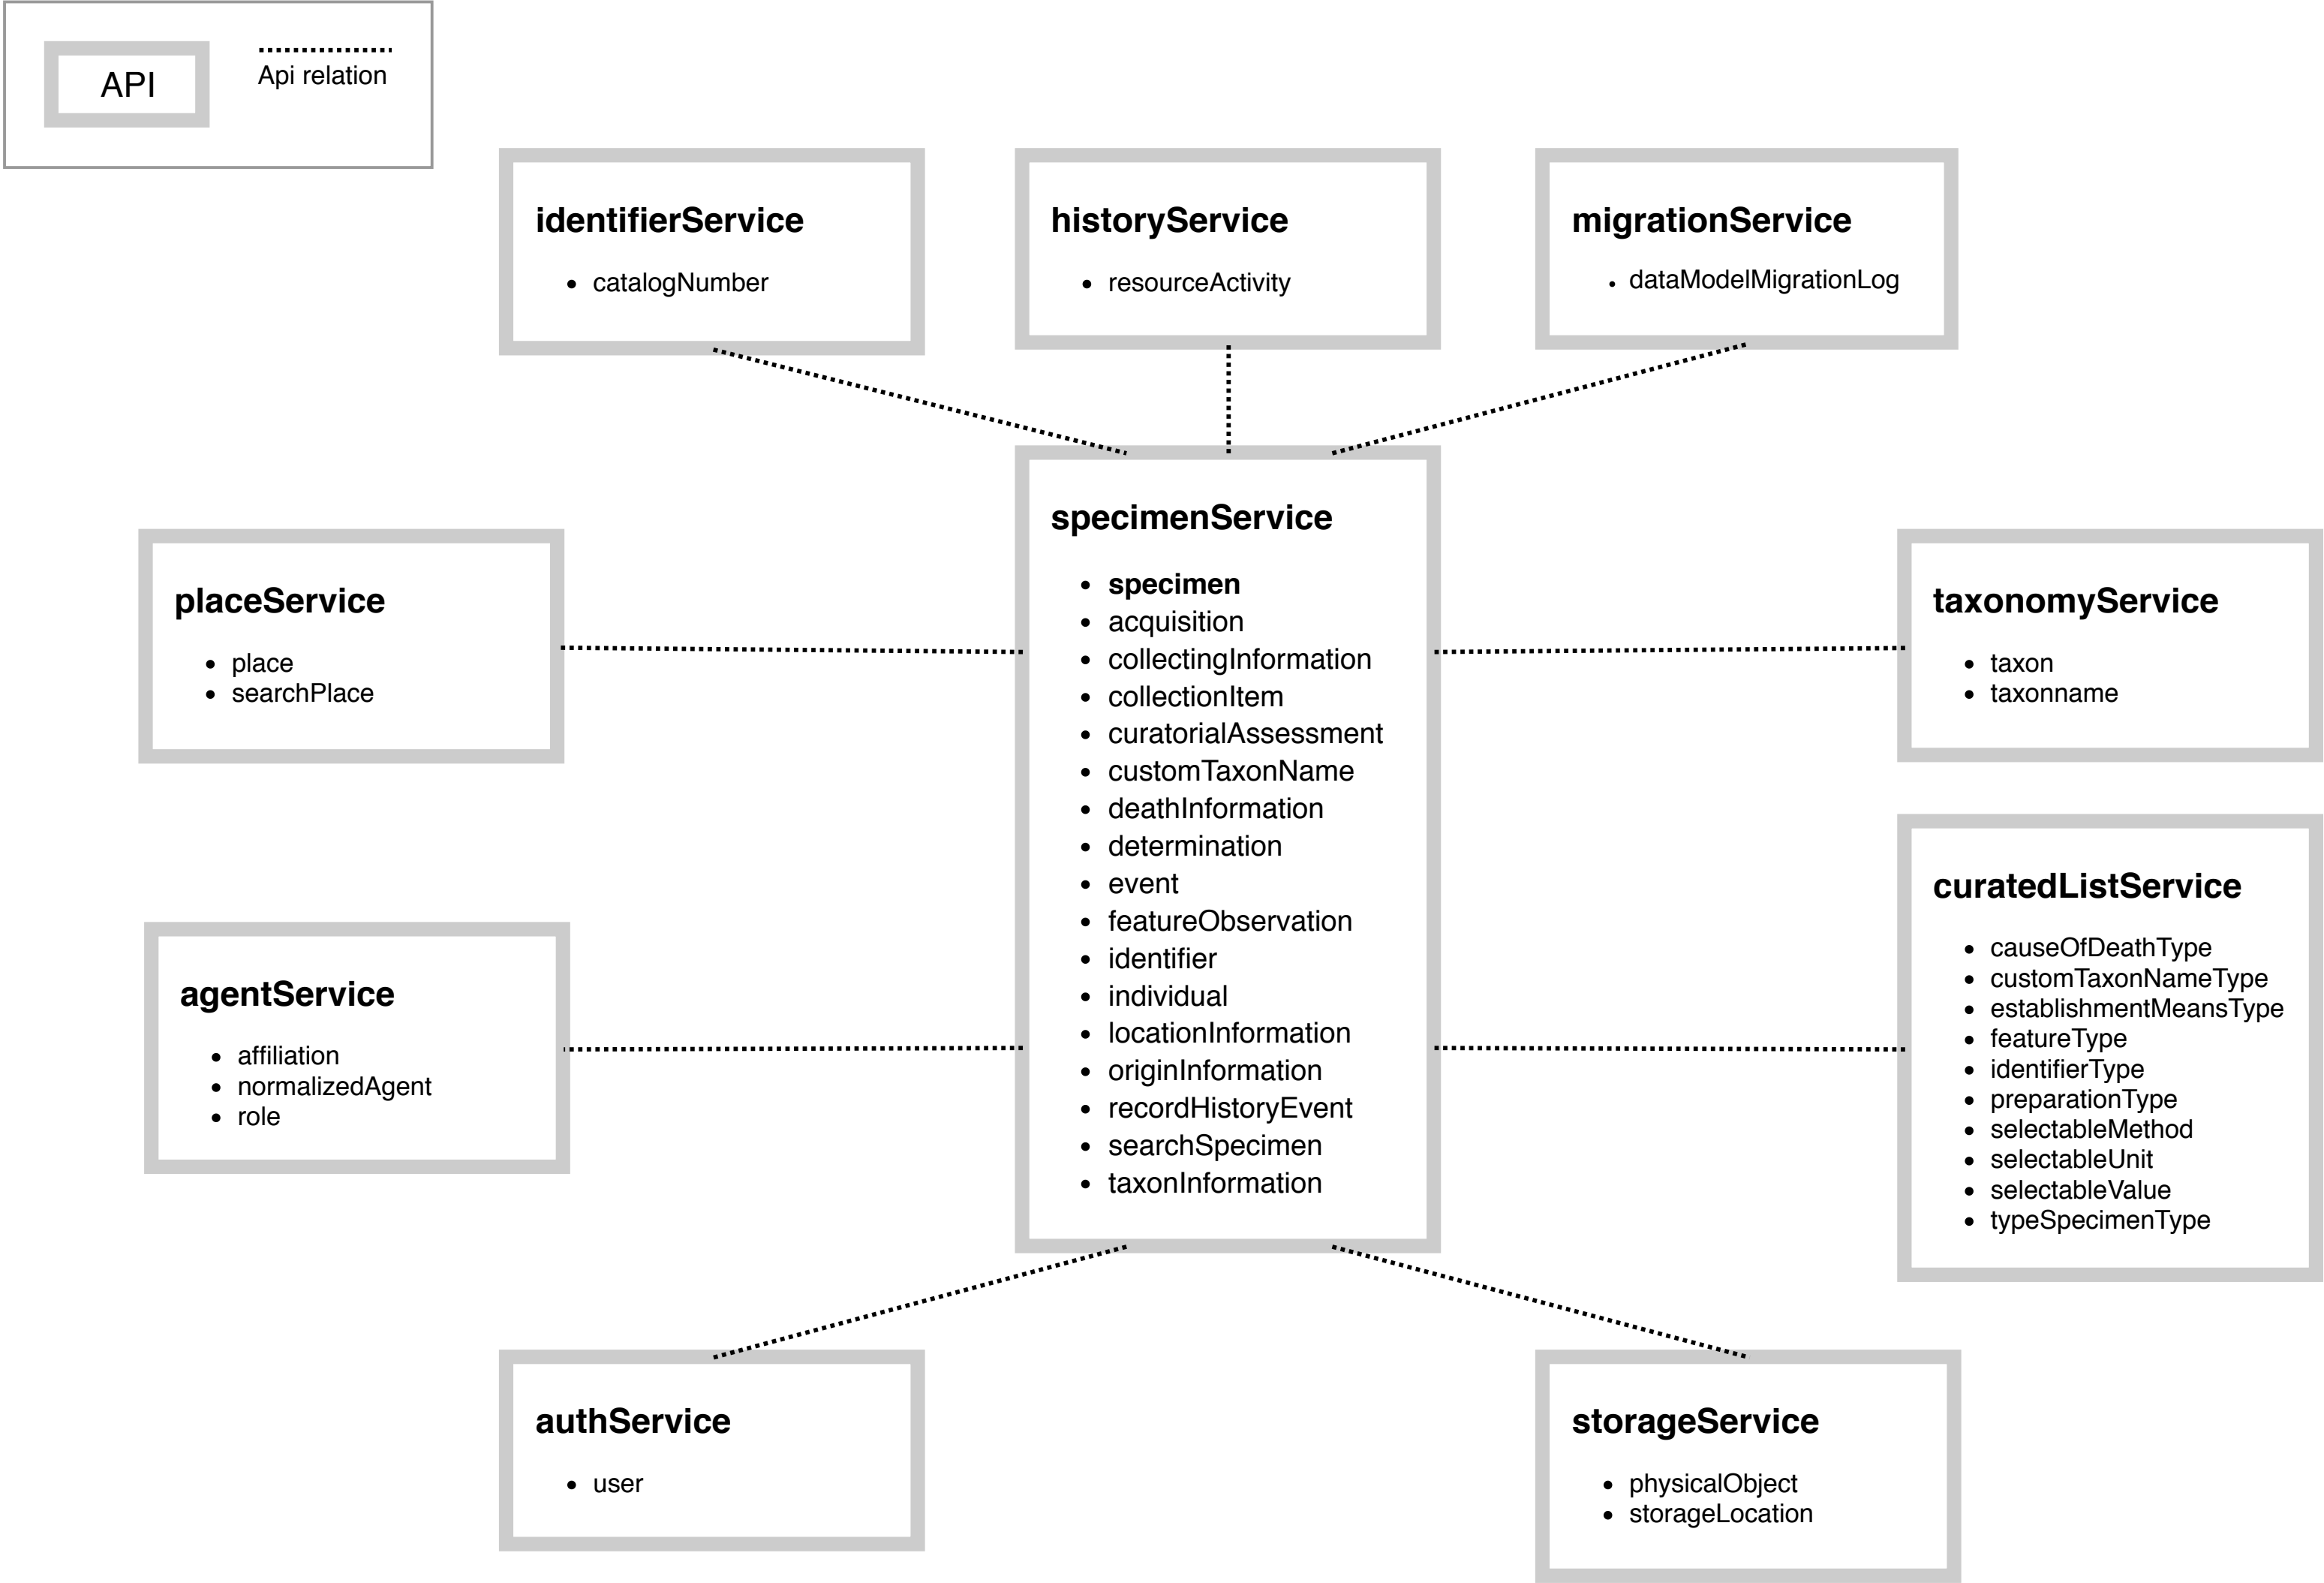 API
Api relation
identifierService
catalogNumber
historyService
resourceActivity
migrationService
dataModelMigrationLog
specimenService
specimen
acquisition
collectingInformation
collectionItem
curatorialAssessment
customTaxonName
deathInformation
determination
event
featureObservation
identifier
individual
locationInformation
originInformation
recordHistoryEvent
searchSpecimen
taxonInformation
placeService
place
searchPlace
taxonomyService
taxon
taxonname
agentService
affiliation
normalizedAgent
role
curatedListService
causeOfDeathType
customTaxonNameType
establishmentMeansType
featureType
identifierType
preparationType
selectableMethod
selectableUnit
selectableValue
typeSpecimenType
authService
user
storageService
physicalObject
storageLocation